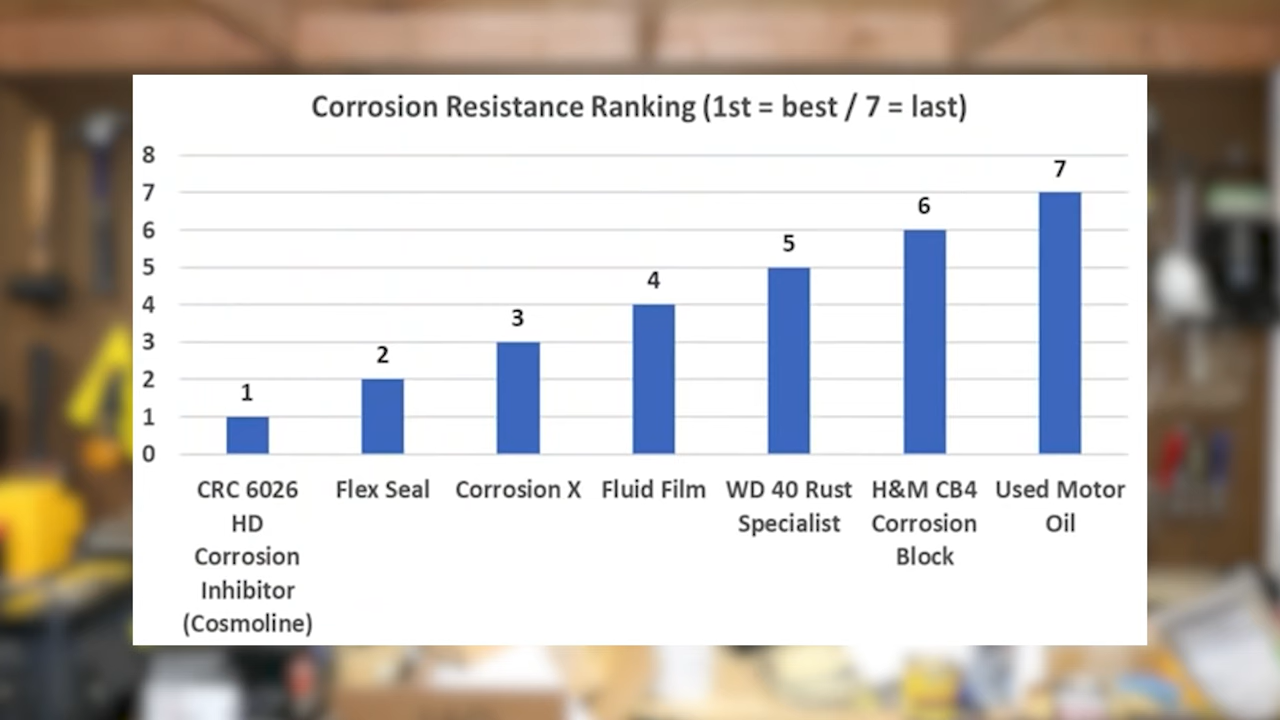 Corrosion Resistance Ranking (1st = best / 7 = last)
8
7
6
5
4
3
2
1
0
1
2
3
4
5
6
7
CRC 6026
HD
Corrosion
Inhibitor
(Cosmoline)
Flex Seal
Corrosion X
Fluid Film
WD 40 Rust
Specialist
H&M CB4
Corrosion
Block
Used Motor
Oil